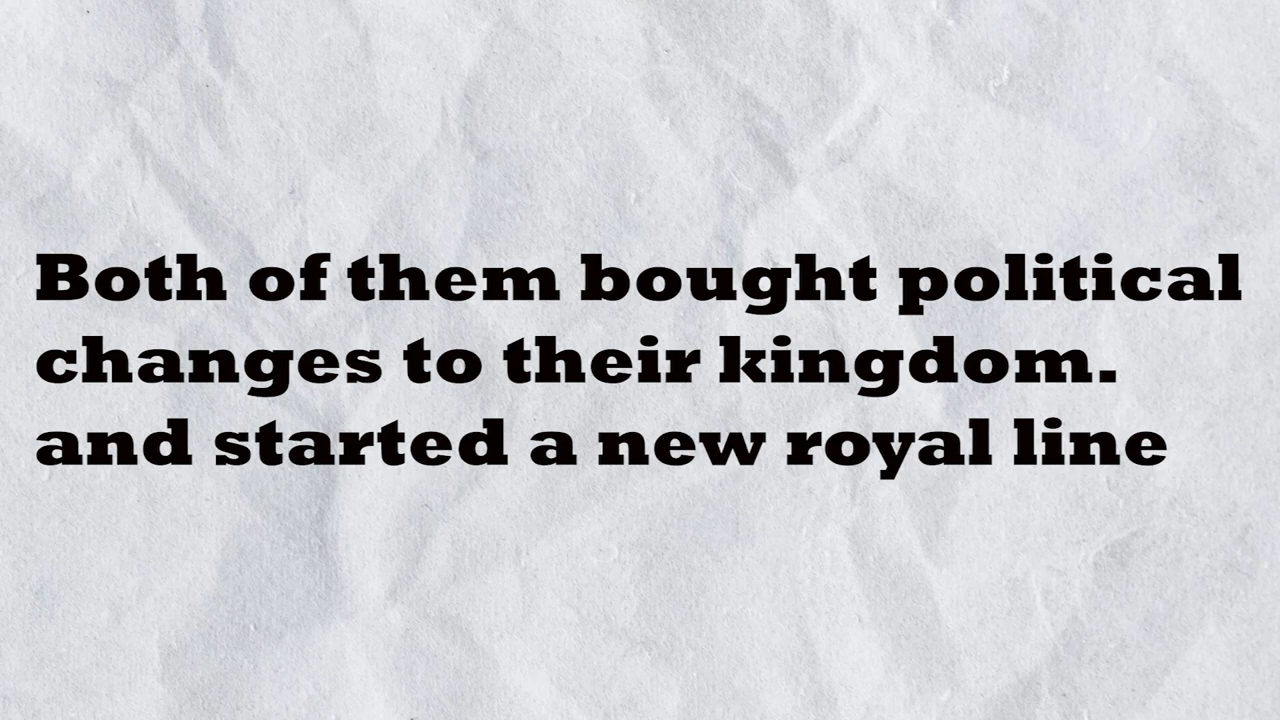 Both of them bought political
changes to their kingdom.
and started a new royal line